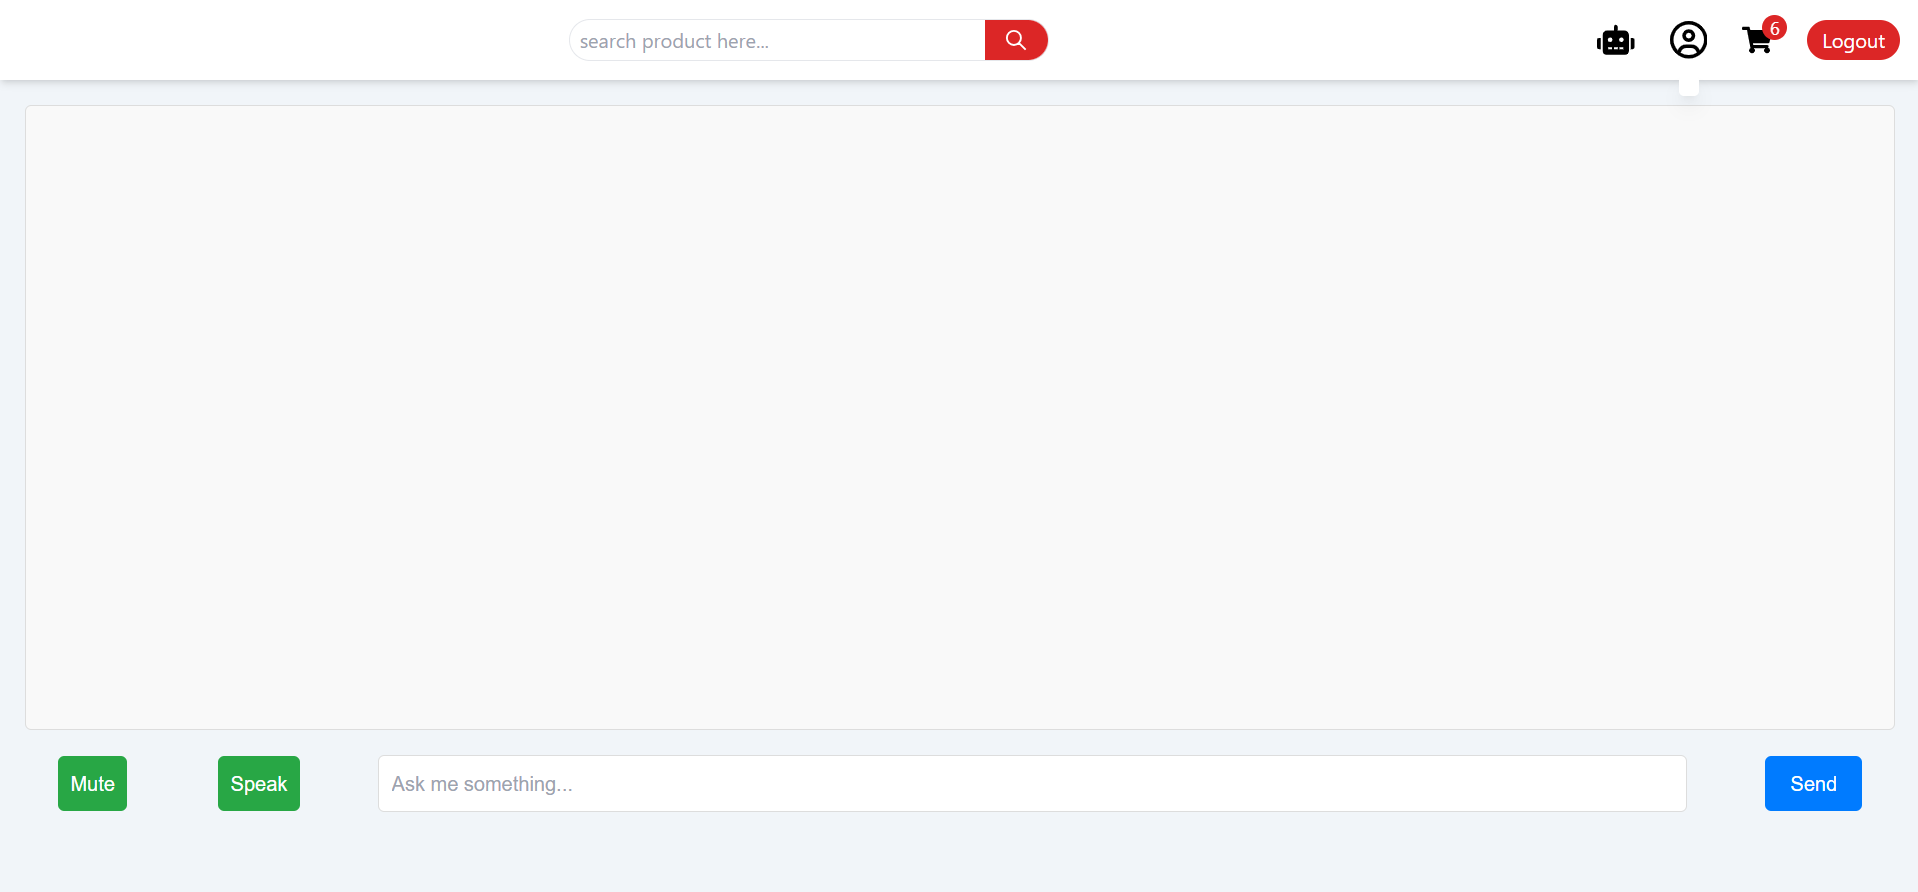 search product here...
6
Logout
Mute
Speak
Ask me something...
Send